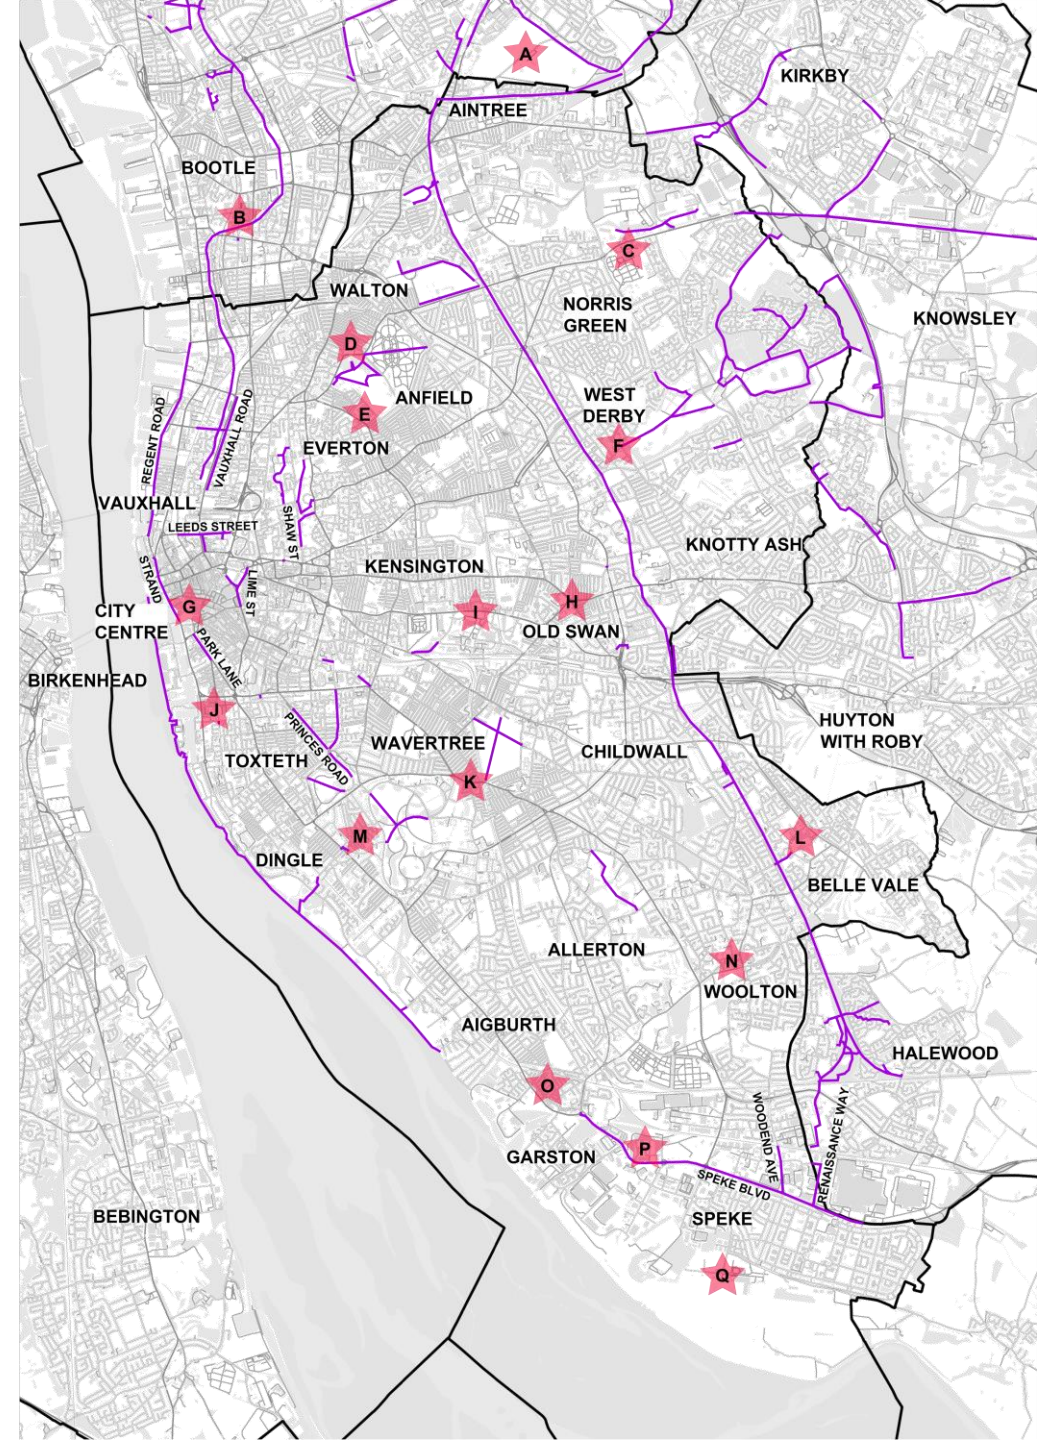 A
KIRKBY
AINTREE
BOOTLE
B
C
WALTON
NORRIS
GREEN
KNOWSLEY
D
ANFIELD
WEST
DERBY
E
F
EVERTON
REGENT ROAD
VAUXHALL ROAD
VAUXHALL
LEEDS STREET
SHAW ST
KNOTTY ASH
KENSINGTON
STRAND
LIME ST
G
CITY
CENTRE
I
H
OLD SWAN
PARK LANE
BIRKENHEAD
J
PRINCES ROAD
WAVERTREE
CHILDWALL
HUYTON
WITH ROBY
TOXTETH
K
M
L
DINGLE
BELLE VALE
ALLERTON
N
WOOLTON
AIGBURTH
HALEWOOD
O
WOODEND AVE
RENAISSANCE WAY
GARSTON
P
SPEKE BLVD
BEBINGTON
SPEKE
Q